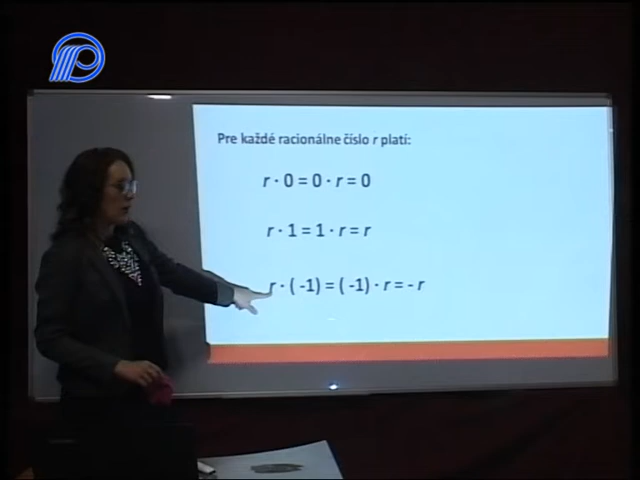 Pre každé racionálne číslo r platí:
r · 0 = 0 · r = 0
r · 1 = 1 · r = r
r · ( -1) = ( -1) · r = - r